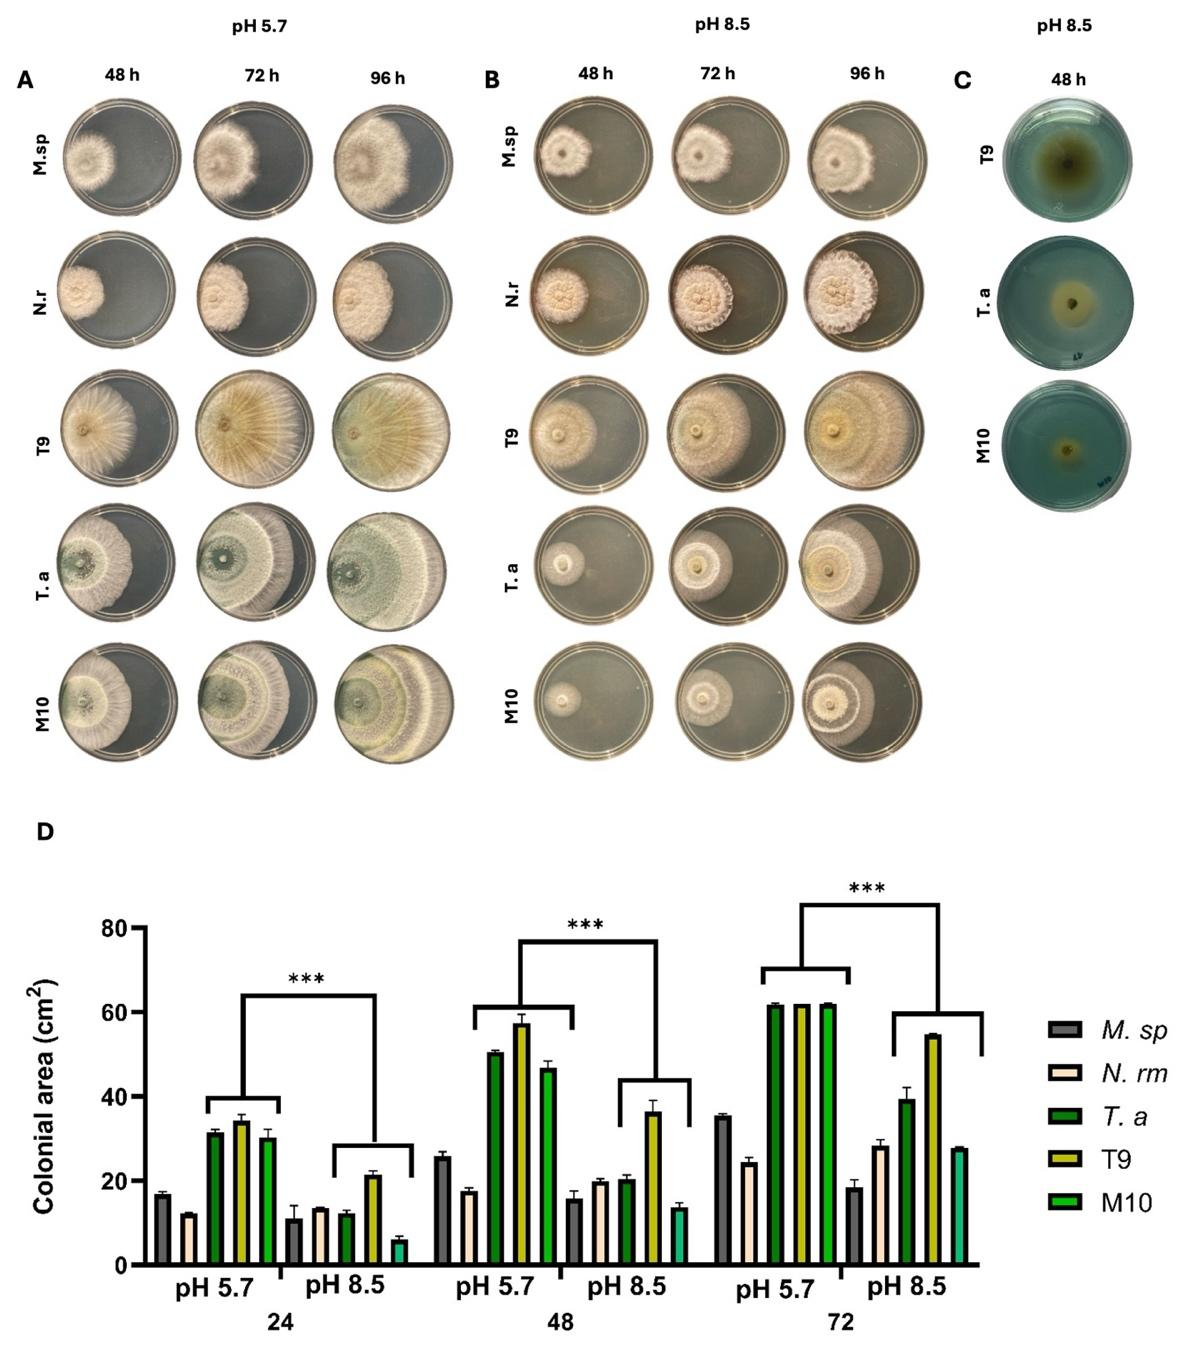 pH 5.7
pH 8.5
pH 8.5
A
48 h
72 h
96 h
B
48 h
72 h
96 h
C
48 h
M.sp
M.sp
T9
N.r
N.r
T. a
T9
T9
M10
T. a
T. a
M10
M10
D
Colonial area (cm2)
80
60
40
20
0
***
***
***
pH 5.7
pH 8.5
pH 5.7
pH 8.5
pH 5.7
pH 8.5
24
48
72
M. sp
N. rm
T. a
T9
M10